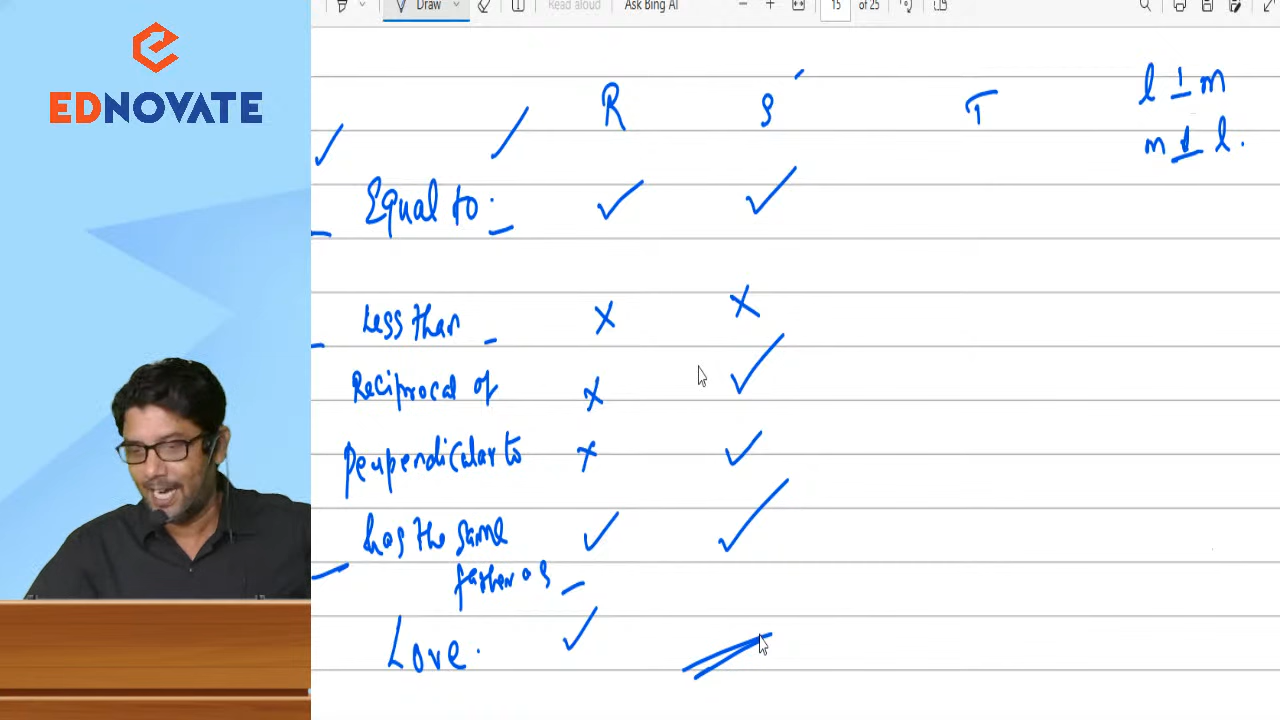 Draw
Read aloud
Ask Bing AI
15 of 25
EDNOVATE
R S T
l ⊥ m
m ⊥ l.
Equal to
Less than
Reciprocal of
perpendicular to
has the same
father as
Love.